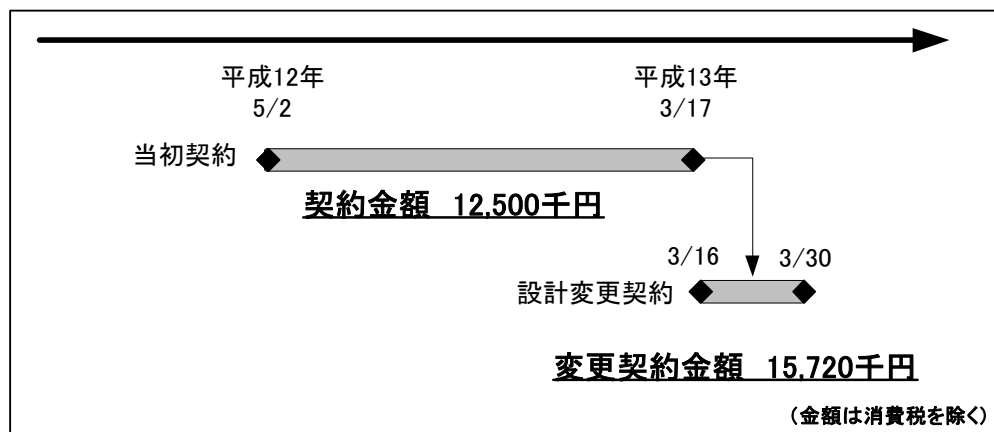 平成12年
5/2
平成13年
3/17
当初契約
契約金額 12,500千円
3/16 3/30
設計変更契約
変更契約金額 15,720千円
(金額は消費税を除く)